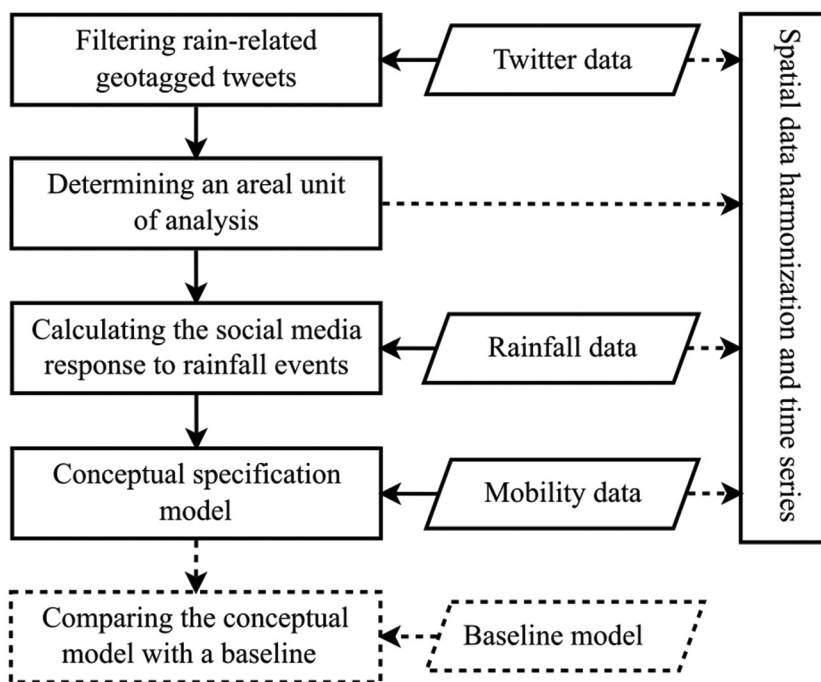 Filtering rain-related
geotagged tweets
Twitter data
Determining an areal unit
of analysis
Calculating the social media
response to rainfall events
Rainfall data
Conceptual specification
model
Mobility data
Comparing the conceptual
model with a baseline
Baseline model
Spatial data harmonization and time series